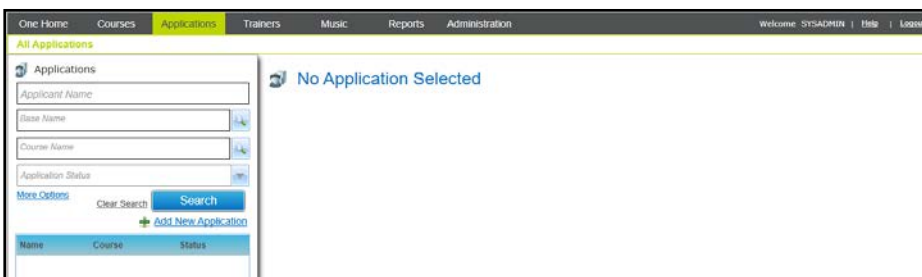 One Home Courses Applications Trainers Music Reports Administration Welcome SYSADMIN | Help | Logou
All Applications
Applications
No Application Selected
Applicant Name
Base Name
Course Name
Application Status
More Options Clear Search Search
Add New Application
Name Course Status